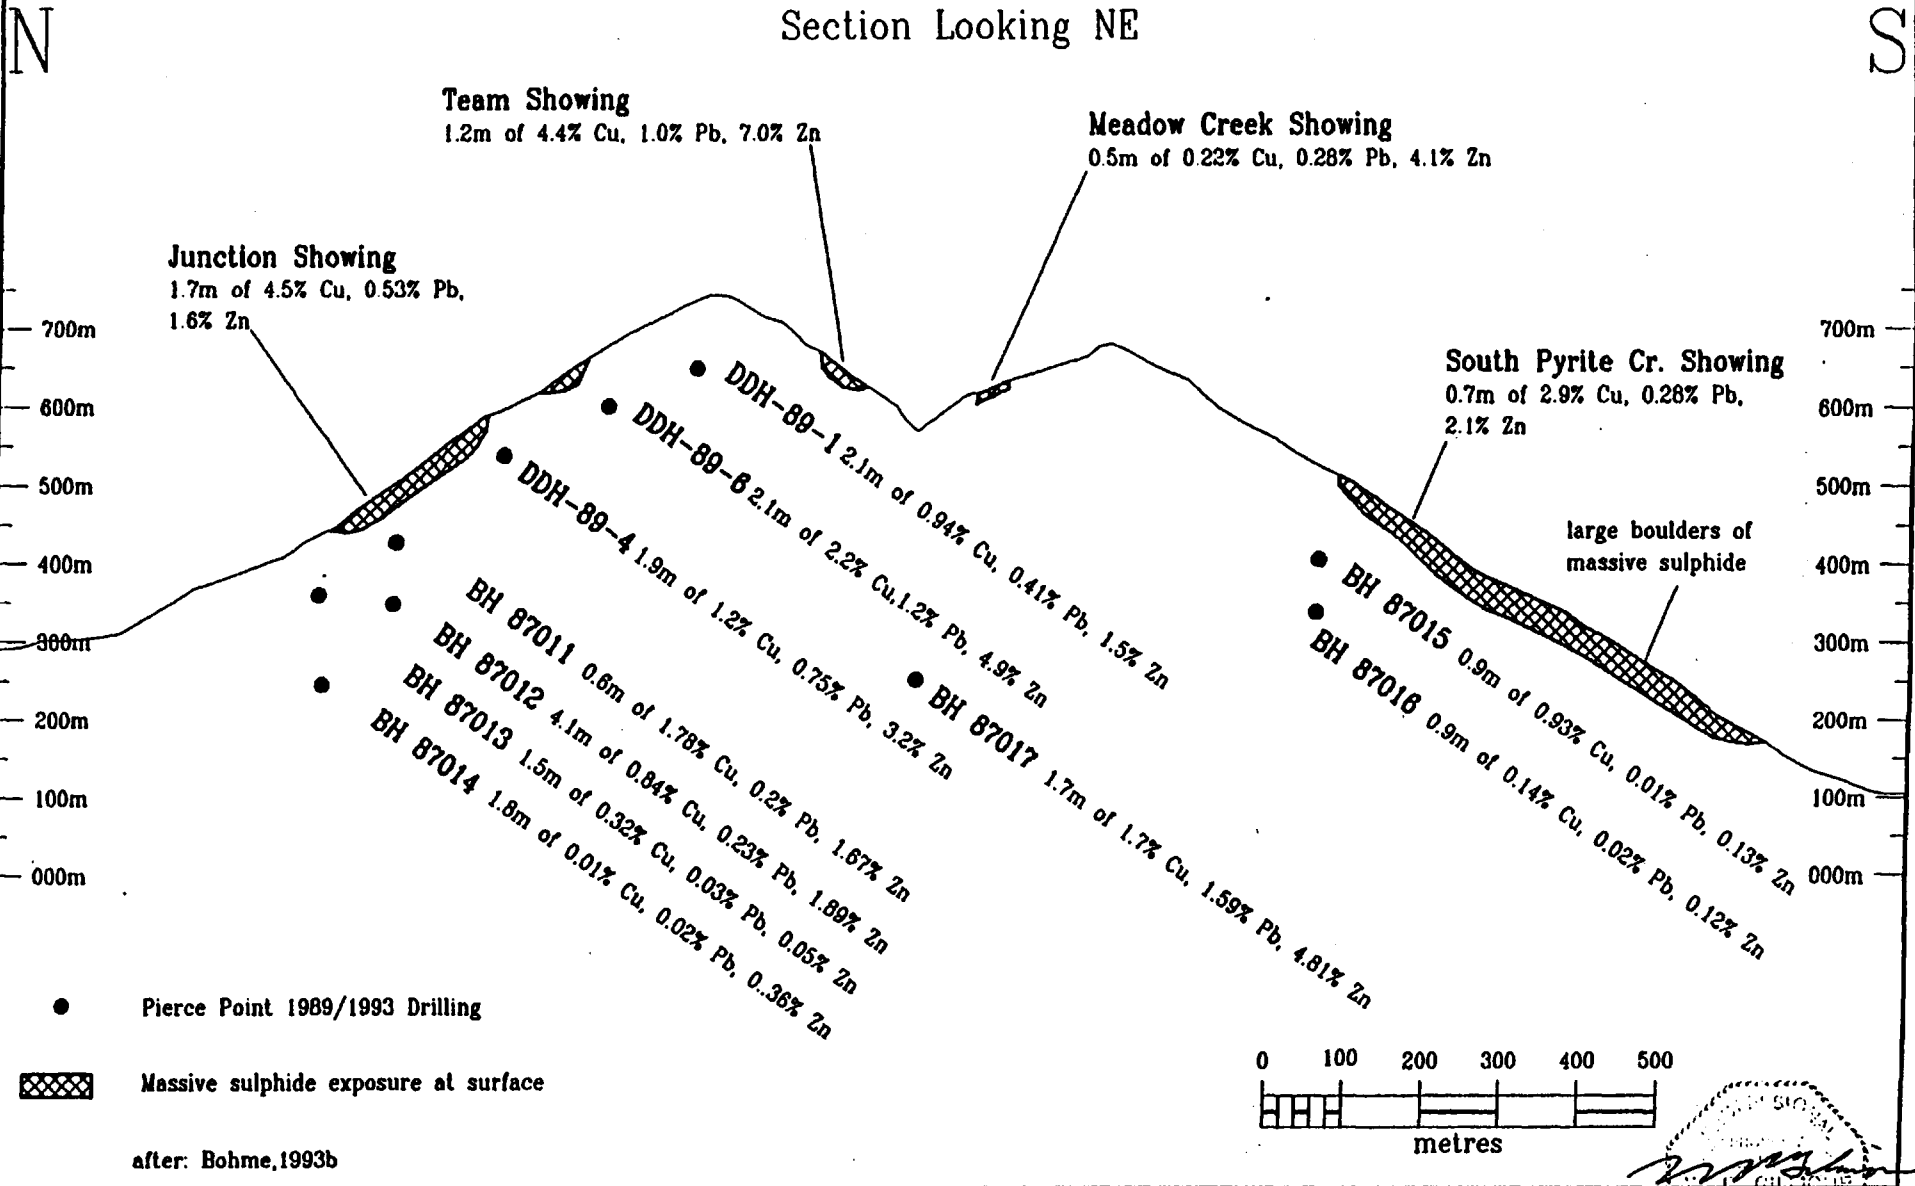 N
Section Looking NE
S
Team Showing
1.2m of 4.4% Cu, 1.0% Pb, 7.0% Zn
Meadow Creek Showing
0.5m of 0.22% Cu, 0.28% Pb, 4.1% Zn
Junction Showing
1.7m of 4.5% Cu, 0.53% Pb,
1.6% Zn
South Pyrite Cr. Showing
0.7m of 2.9% Cu, 0.28% Pb,
2.1% Zn
large boulders of
massive sulphide
700m
600m
500m
400m
300m
200m
100m
000m
700m
600m
500m
400m
300m
200m
100m
000m
DDH-89-1 2.1m of 0.94% Cu, 0.41% Pb, 1.5% Zn
DDH-89-6 2.1m of 2.2% Cu, 1.2% Pb, 4.9% Zn
DDH-89-4 1.9m of 1.2% Cu, 0.75% Pb, 3.2% Zn
BH 87011 0.6m of 1.78% Cu, 0.2% Pb, 1.67% Zn
BH 87012 4.1m of 0.84% Cu, 0.23% Pb, 1.89% Zn
BH 87013 1.5m of 0.32% Cu, 0.03% Pb, 0.05% Zn
BH 87014 1.8m of 0.01% Cu, 0.02% Pb, 0..36% Zn
BH 87017 1.7m of 1.7% Cu, 1.59% Pb, 4.81% Zn
BH 87015 0.9m of 0.93% Cu, 0.01% Pb, 0.13% Zn
BH 87016 0.9m of 0.14% Cu, 0.02% Pb, 0.12% Zn
Pierce Point 1989/1993 Drilling
Massive sulphide exposure at surface
after: Bohme,1993b
0 100 200 300 400 500
metres